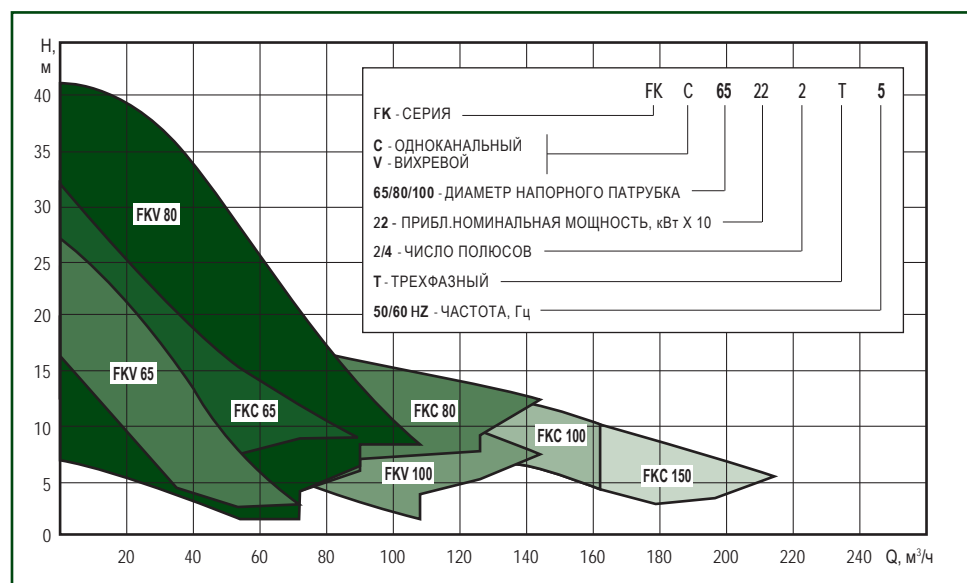 H,
м
40
35
30
25
20
15
10
5
0
FK C 65 22 2 T 5
FK - СЕРИЯ
C - ОДНОКАНАЛЬНЫЙ
V - ВИХРЕВОЙ
65/80/100 - ДИАМЕТР НАПОРНОГО ПАТРУБКА
22 - ПРИБЛ.НОМИНАЛЬНАЯ МОЩНОСТЬ, кВт X 10
2/4 - ЧИСЛО ПОЛЮСОВ
T - ТРЕХФАЗНЫЙ
50/60 HZ - ЧАСТОТА, Гц
FKV 80
FKV 65
FKC 65
FKC 80
FKV 100
FKC 100
FKC 150
20 40 60 80 100 120 140 160 180 200 220 240 Q, м³/ч